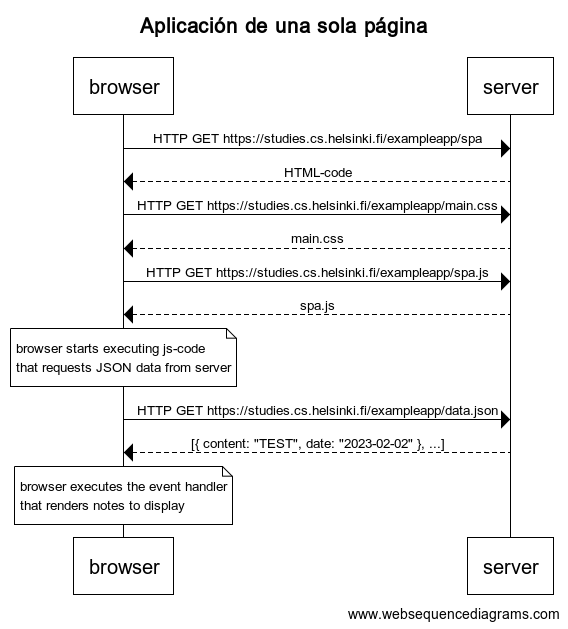 Aplicación de una sola página
browser
server
HTTP GET https://studies.cs.helsinki.fi/exampleapp/spa
HTML-code
HTTP GET https://studies.cs.helsinki.fi/exampleapp/main.css
main.css
HTTP GET https://studies.cs.helsinki.fi/exampleapp/spa.js
spa.js
browser starts executing js-code
that requests JSON data from server
HTTP GET https://studies.cs.helsinki.fi/exampleapp/data.json
[{ content: "TEST", date: "2023-02-02" }, ...]
browser executes the event handler
that renders notes to display
browser
server
www.websequencediagrams.com